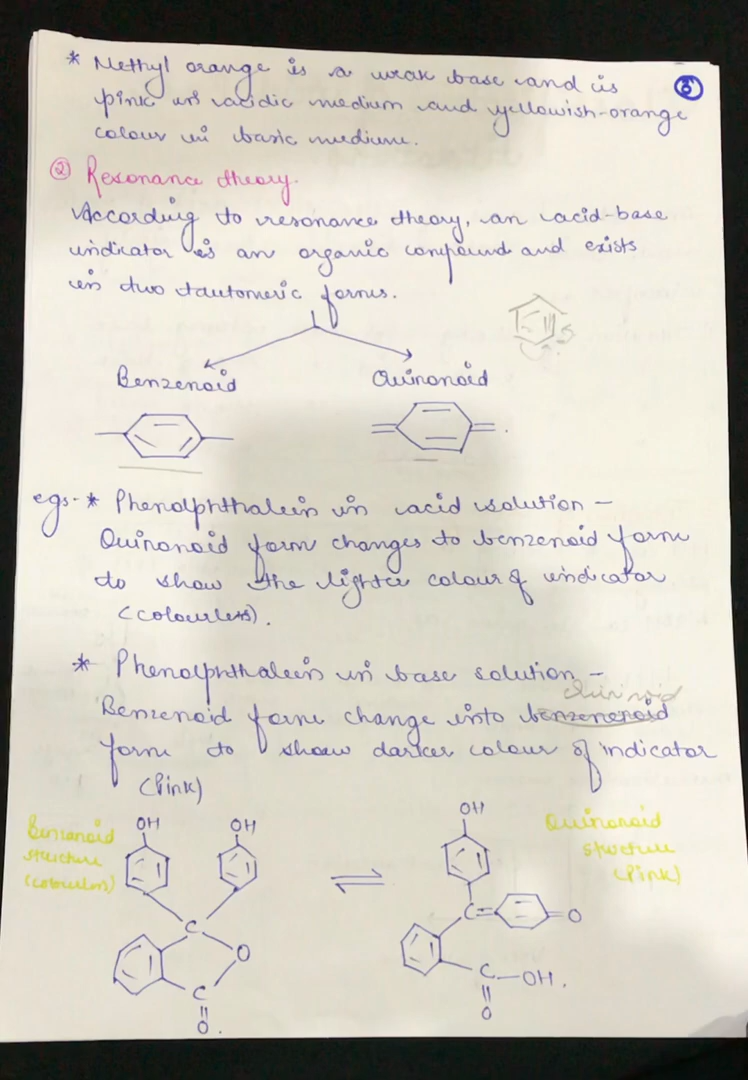 * Methyl orange is a weak base and is
6
pink in acidic medium and yellowish-orange
colour in basic medium.
② Resonance theory.
According to resonance theory, an acid-base
indicator is an organic compound and exists
in two tautomeric forms.
Benzenoid Quinonoid
egs- * Phenolphthalein in acid solution -
Quinonoid form changes to benzenoid form
to show the lighter colour of indicator
(colourless).
* Phenolphthalein in base solution -
Quinonoid
Benzenoid form change into benzenenoid
form to show darker colour of indicator
(Pink)
Benzenoid
structure
(colourless)
OH OH
⇌
OH
Quinonoid
structure
(Pink)
C
O
C
O.
C
O
C-OH.
O